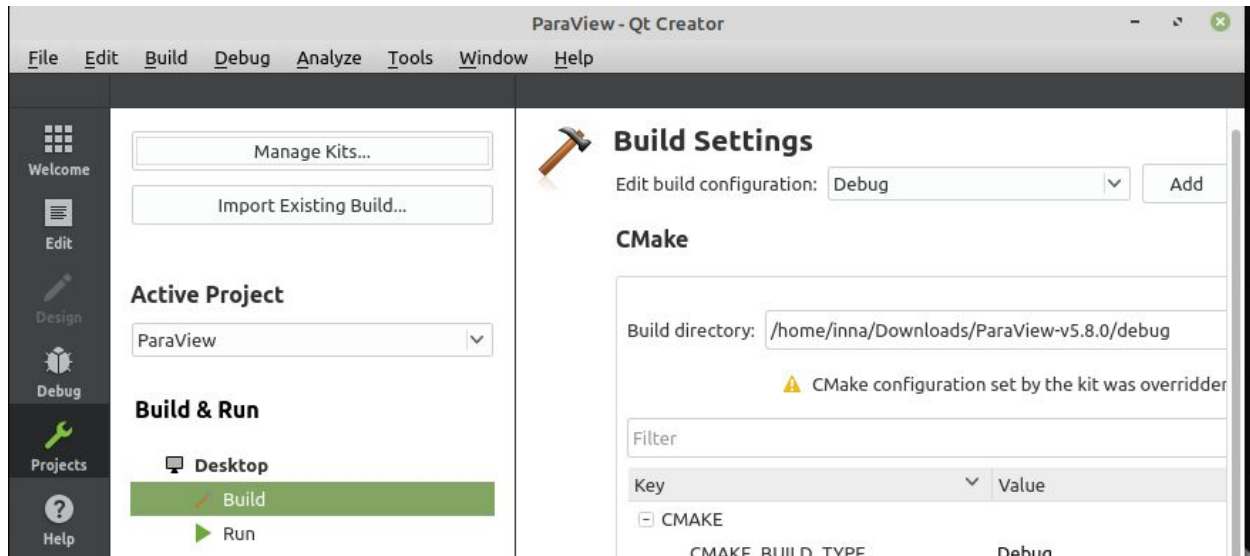 ParaView - Qt Creator
File Edit Build Debug Analyze Tools Window Help
Welcome
Edit
Design
Debug
Projects
Help
Manage Kits...
Import Existing Build...
Active Project
ParaView
Build & Run
Desktop
Build
Run
Build Settings
Edit build configuration: Debug Add
CMake
Build directory: /home/inna/Downloads/ParaView-v5.8.0/debug
CMake configuration set by the kit was overridden
Filter
Key Value
CMAKE
CMAKE_BUILD_TYPE Debug